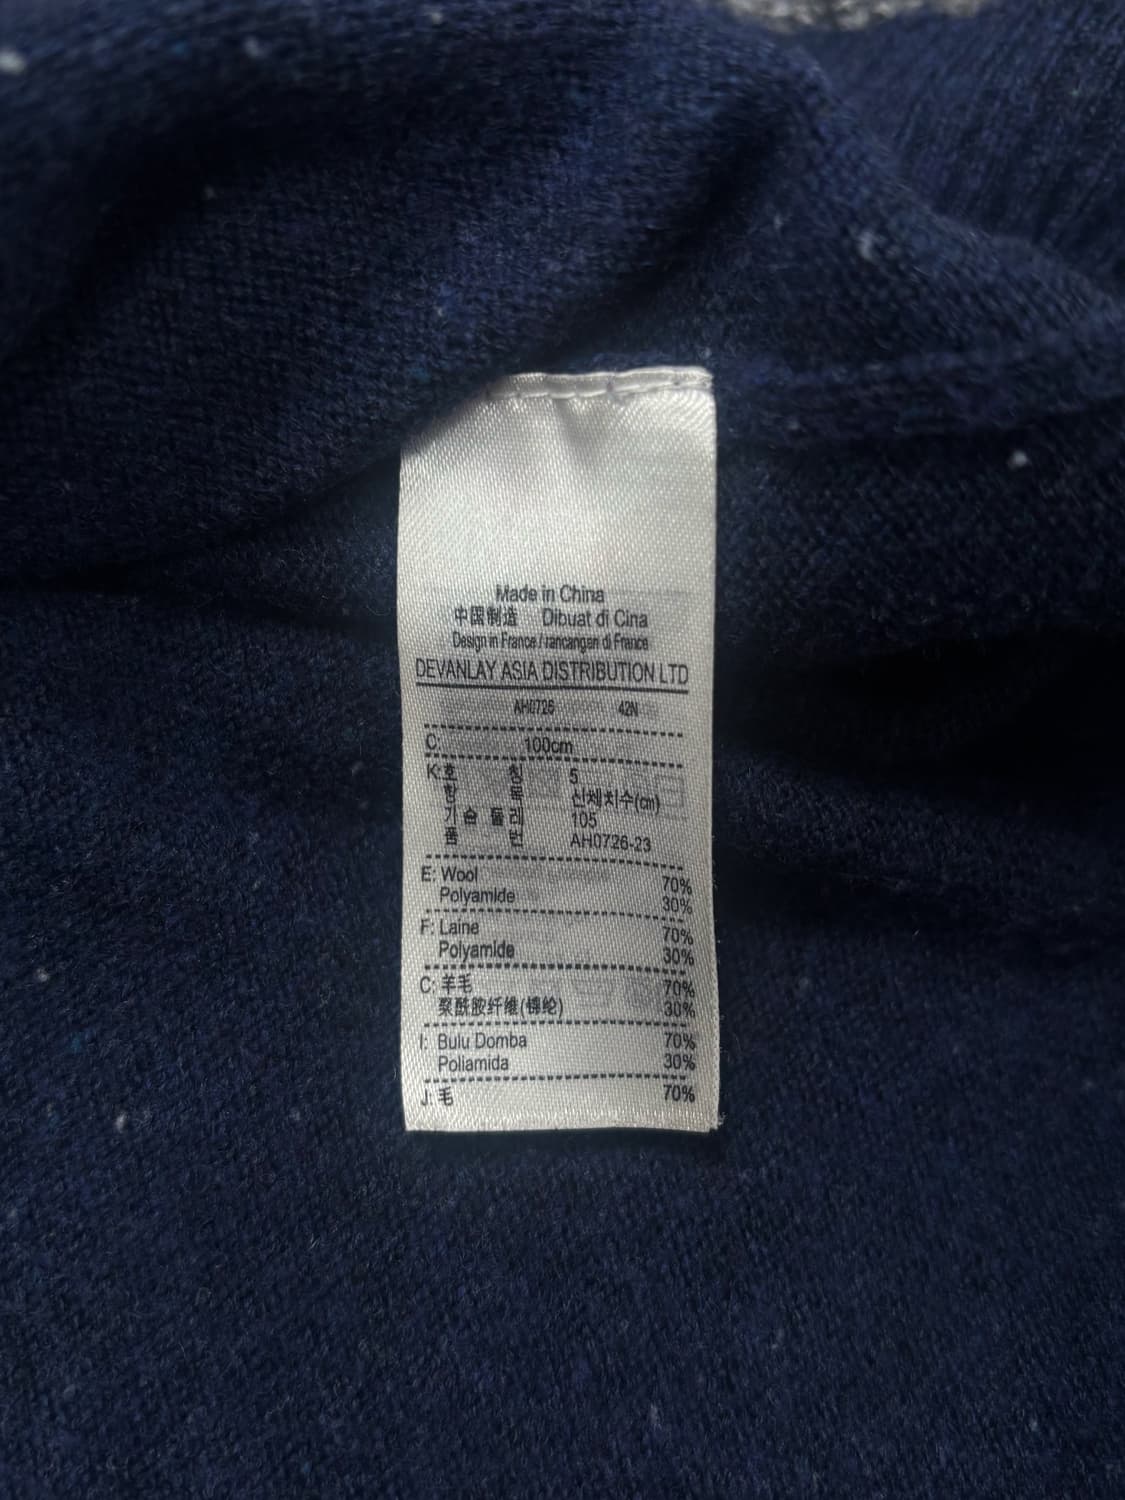 Made in China
中国制造 Dibuat di Cina
Design in France / rancangan di France
DEVANLAY ASIA DISTRIBUTION LTD
AH0726 42N
C: 100cm
K: 호 칭 5
신체치수(cm)
기 슴 둘 레 105
품 번 AH0726-23
E: Wool 70%
Polyamide 30%
F: Laine 70%
Polyamide 30%
C: 羊毛 70%
聚酰胺纤维(锦纶) 30%
I: Bulu Domba 70%
Poliamida 30%
J: 毛 70%